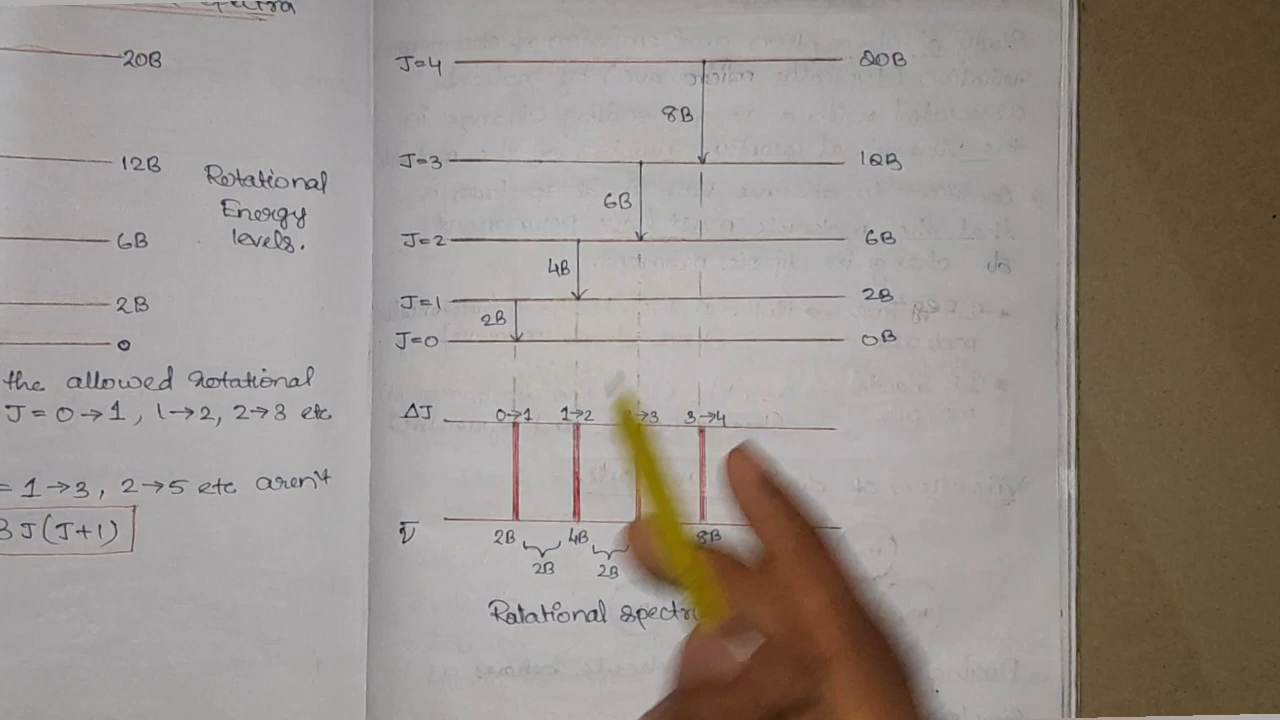 20B
12B
Rotational
Energy
levels.
6B
2B
0
the allowed rotational
J = 0→1, 1→2, 2→3 etc
= 1→3, 2→5 etc aren't
BJ(J+1)
J=4 20B
8B
J=3 12B
6B
J=2 6B
4B
J=1 2B
2B
J=0 0B
ΔJ 0→1 1→2 →3 3→4
ν̄ 2B 4B 8B
2B 2B
Rotational